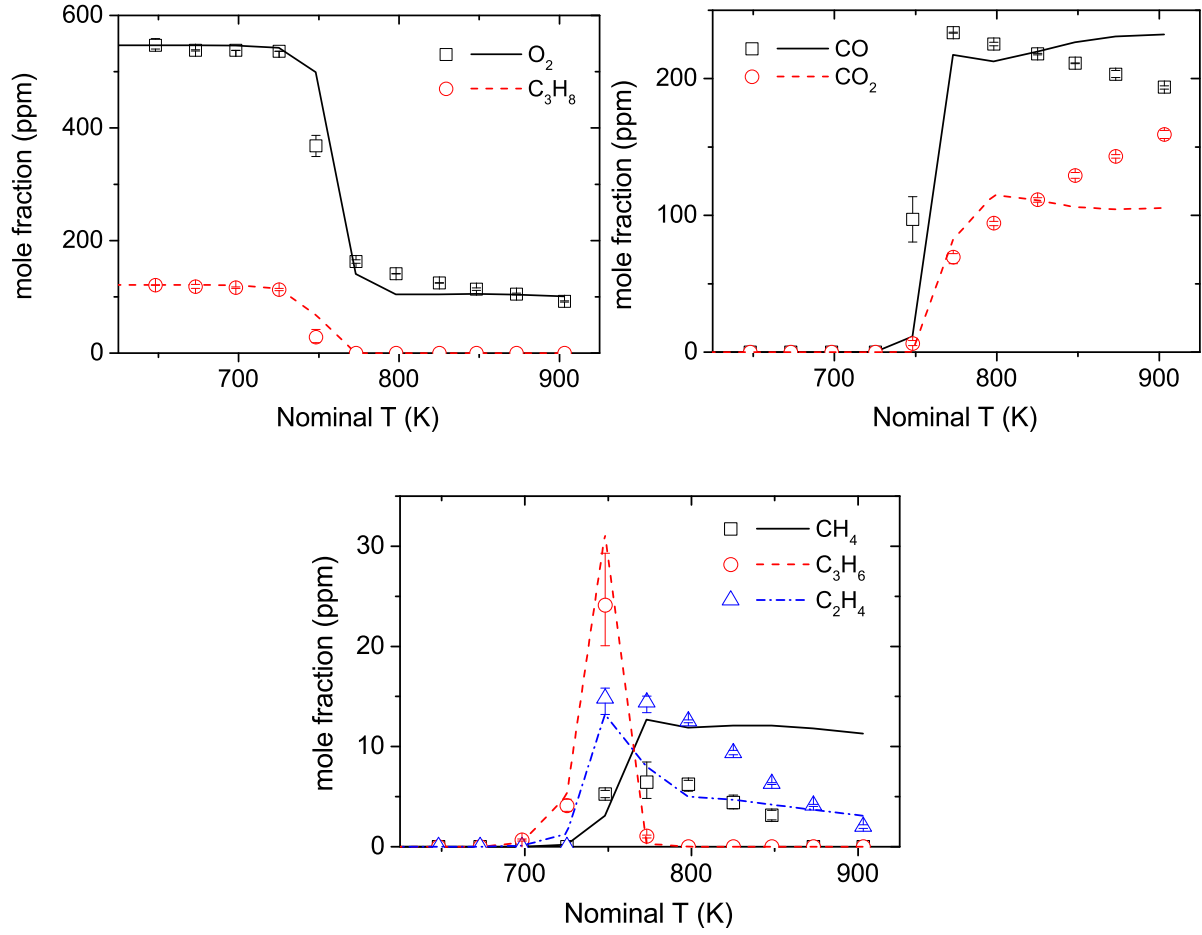 600
400
200
0
mole fraction (ppm)
O₂
C₃H₈
700
800
900
Nominal T (K)
200
100
0
mole fraction (ppm)
CO
CO₂
700
800
900
Nominal T (K)
30
20
10
0
mole fraction (ppm)
CH₄
C₃H₆
C₂H₄
700
800
900
Nominal T (K)